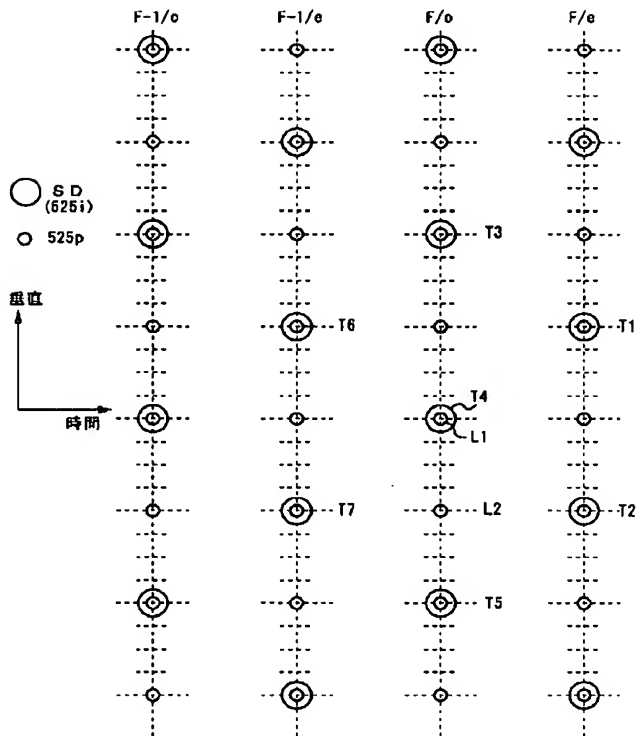 F-1/o F-1/e F/o F/e
SD
(525i)
525p
T3
垂直
T6 T1
T4
時間
L1
T7 L2 T2
T5